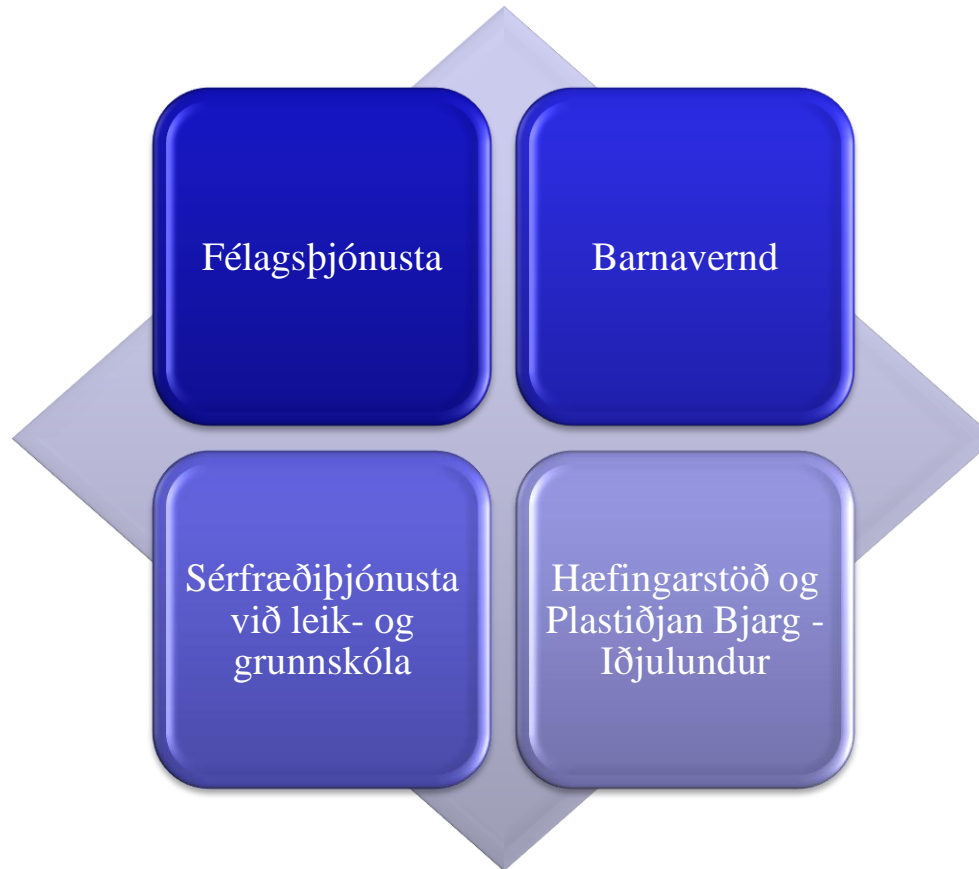 Félagsþjónusta
Barnavernd
Sérfræðiþjónusta
við leik- og
grunnskóla
Hæfingarstöð og
Plastiðjan Bjarg -
Iðjulundur